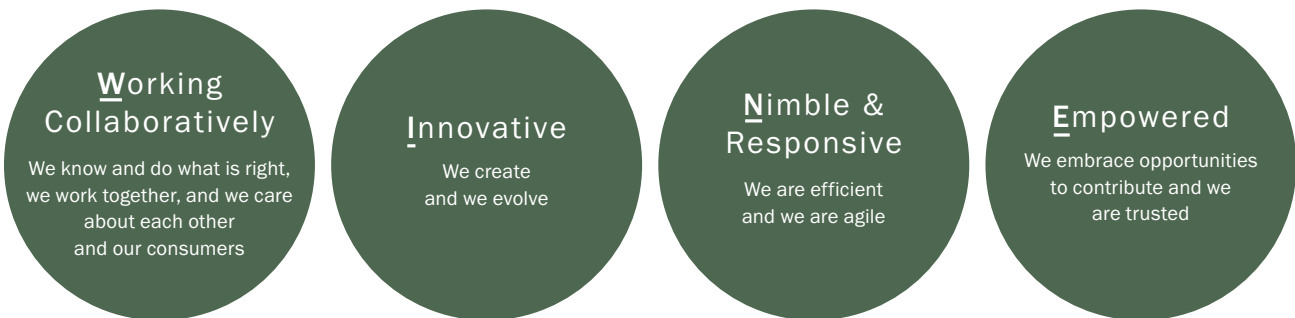 Working
Collaboratively
We know and do what is right,
we work together, and we care
about each other
and our consumers
Innovative
We create
and we evolve
Nimble &
Responsive
We are efficient
and we are agile
Empowered
We embrace opportunities
to contribute and we
are trusted